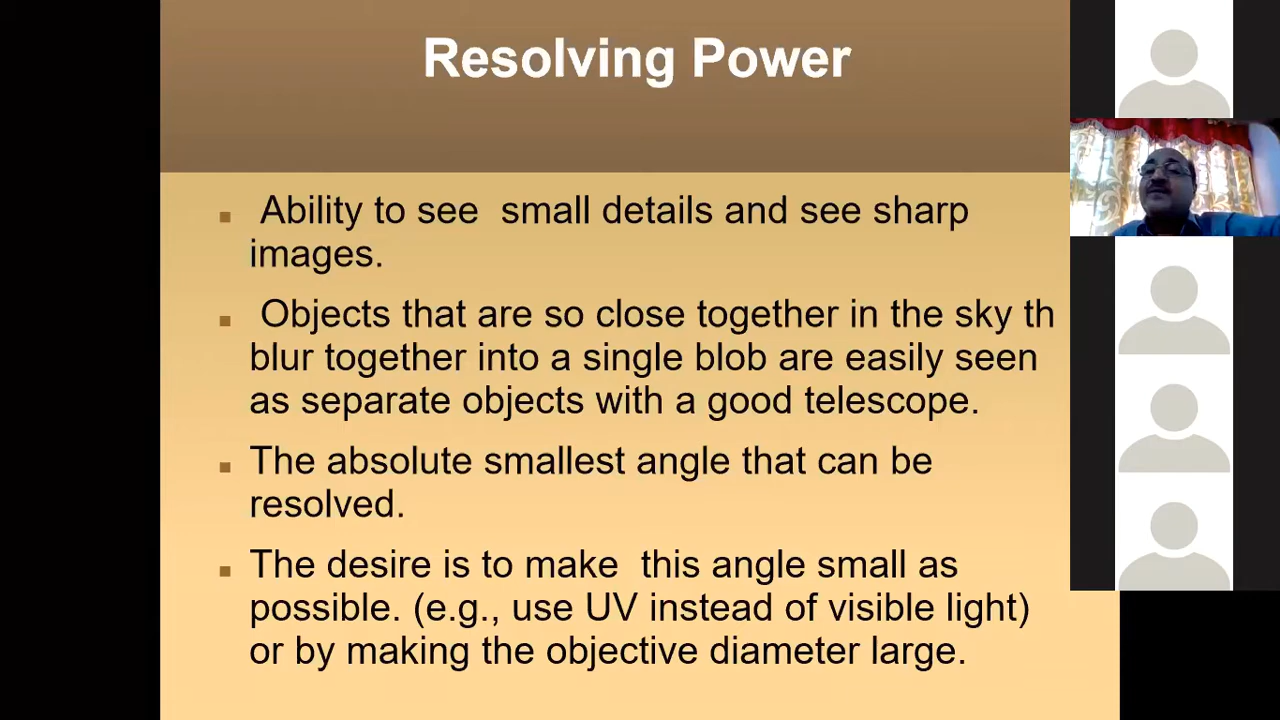 Resolving Power
Ability to see small details and see sharp
images.
Objects that are so close together in the sky th
blur together into a single blob are easily seen
as separate objects with a good telescope.
The absolute smallest angle that can be
resolved.
The desire is to make this angle small as
possible. (e.g., use UV instead of visible light)
or by making the objective diameter large.